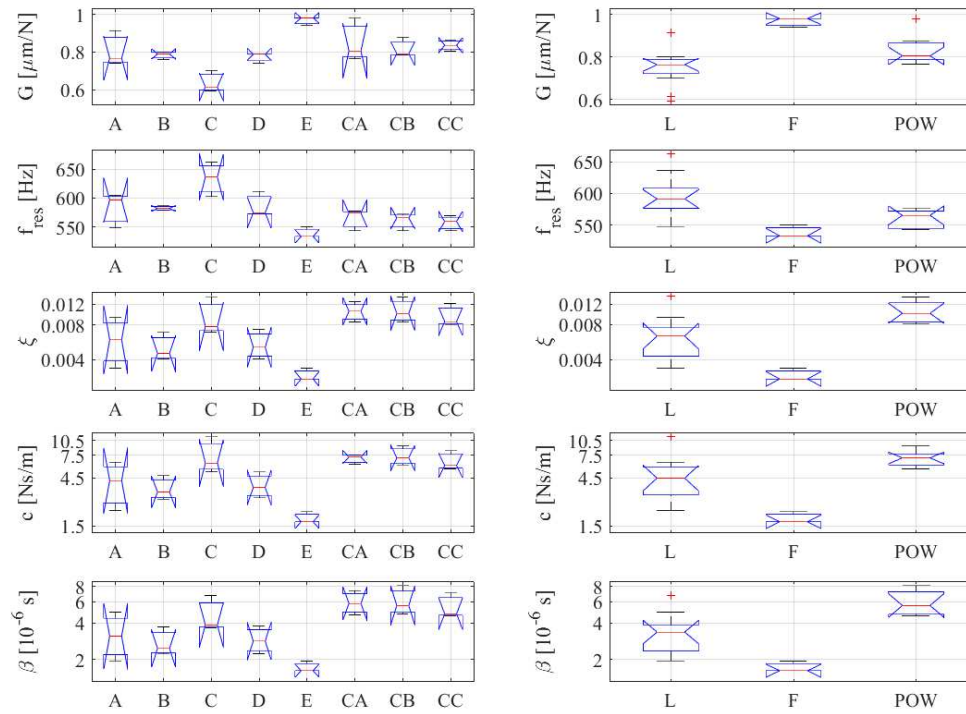 1
0.8
0.6
G [μm/N]
A B C D E CA CB CC
1
0.8
0.6
G [μm/N]
L F POW
650
600
550
f_res [Hz]
A B C D E CA CB CC
650
600
550
f_res [Hz]
L F POW
0.012
0.008
0.004
ξ
A B C D E CA CB CC
0.012
0.008
0.004
ξ
L F POW
10.5
7.5
4.5
1.5
c [Ns/m]
A B C D E CA CB CC
10.5
7.5
4.5
1.5
c [Ns/m]
L F POW
8
6
4
2
β [10⁻⁶ s]
A B C D E CA CB CC
8
6
4
2
β [10⁻⁶ s]
L F POW